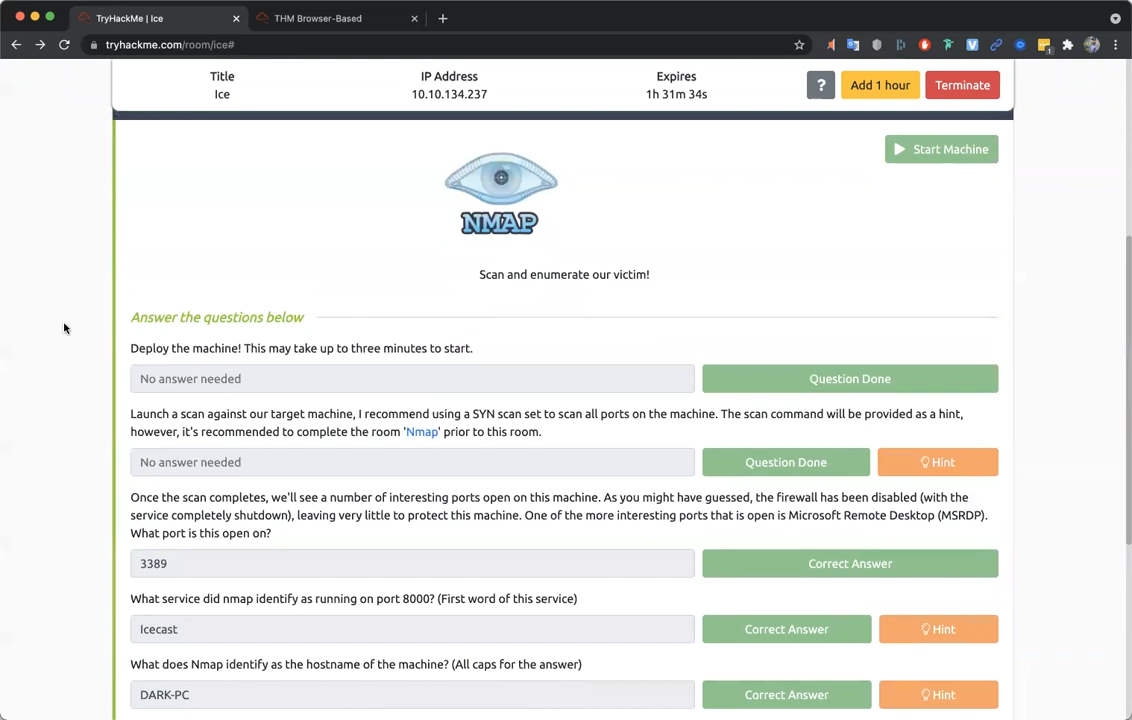 TryHackMe | Ice
THM Browser-Based
tryhackme.com/room/ice#
Title
Ice
IP Address
10.10.134.237
Expires
1h 31m 34s
?
Add 1 hour
Terminate
Start Machine
NMAP
Scan and enumerate our victim!
Answer the questions below
Deploy the machine! This may take up to three minutes to start.
No answer needed
Question Done
Launch a scan against our target machine, I recommend using a SYN scan set to scan all ports on the machine. The scan command will be provided as a hint,
however, it's recommended to complete the room 'Nmap' prior to this room.
No answer needed
Question Done
Hint
Once the scan completes, we'll see a number of interesting ports open on this machine. As you might have guessed, the firewall has been disabled (with the
service completely shutdown), leaving very little to protect this machine. One of the more interesting ports that is open is Microsoft Remote Desktop (MSRDP).
What port is this open on?
3389
Correct Answer
What service did nmap identify as running on port 8000? (First word of this service)
Icecast
Correct Answer
Hint
What does Nmap identify as the hostname of the machine? (All caps for the answer)
DARK-PC
Correct Answer
Hint